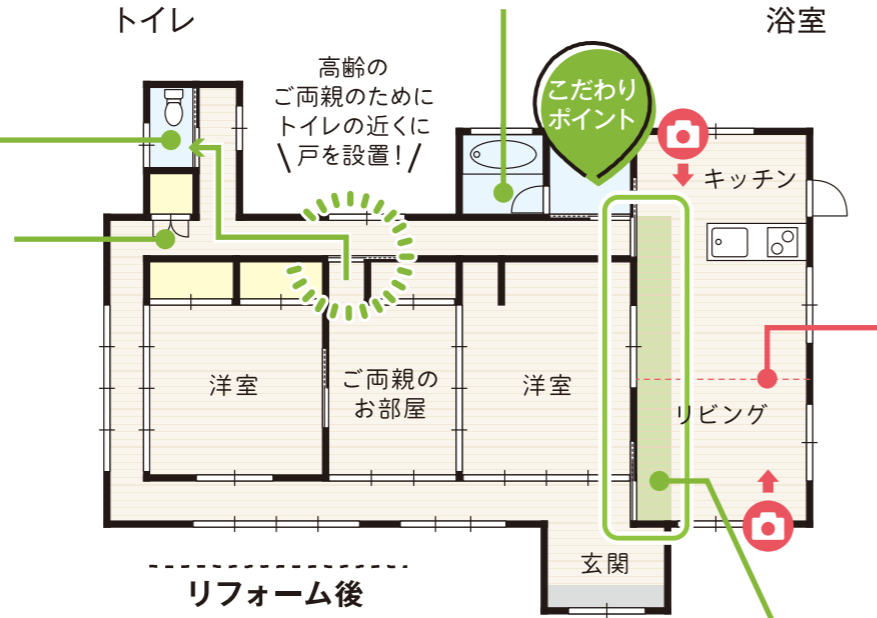 トイレ
浴室
高齢の
ご両親のために
トイレの近くに
戸を設置！
こだわり
ポイント
キッチン
洋室
ご両親の
お部屋
洋室
リビング
玄関
リフォーム後